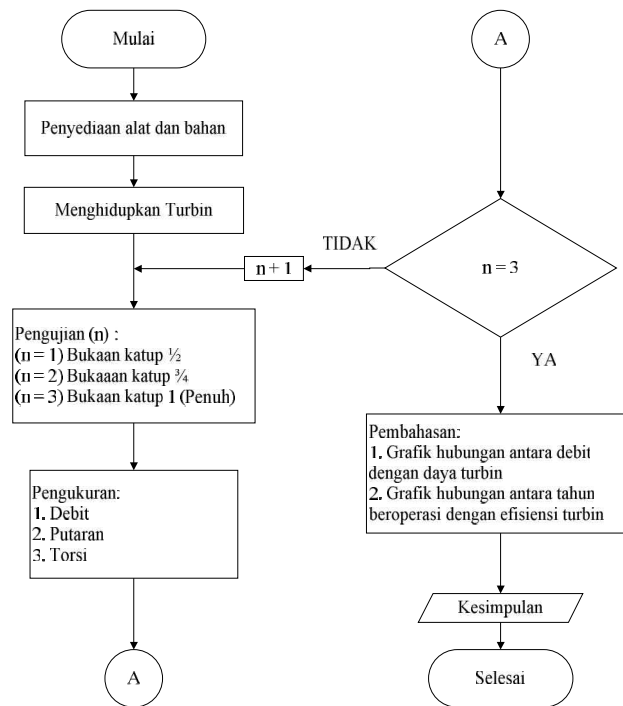 Mulai
Penyediaan alat dan bahan
Menghidupkan Turbin
Pengujian (n) :
(n = 1) Bukaan katup ½
(n = 2) Bukaaan katup ¾
(n = 3) Bukaan katup 1 (Penuh)
Pengukuran:
1. Debit
2. Putaran
3. Torsi
A
A
n = 3
TIDAK
n + 1
YA
Pembahasan:
1. Grafik hubungan antara debit
dengan daya turbin
2. Grafik hubungan antara tahun
beroperasi dengan efisiensi turbin
Kesimpulan
Selesai